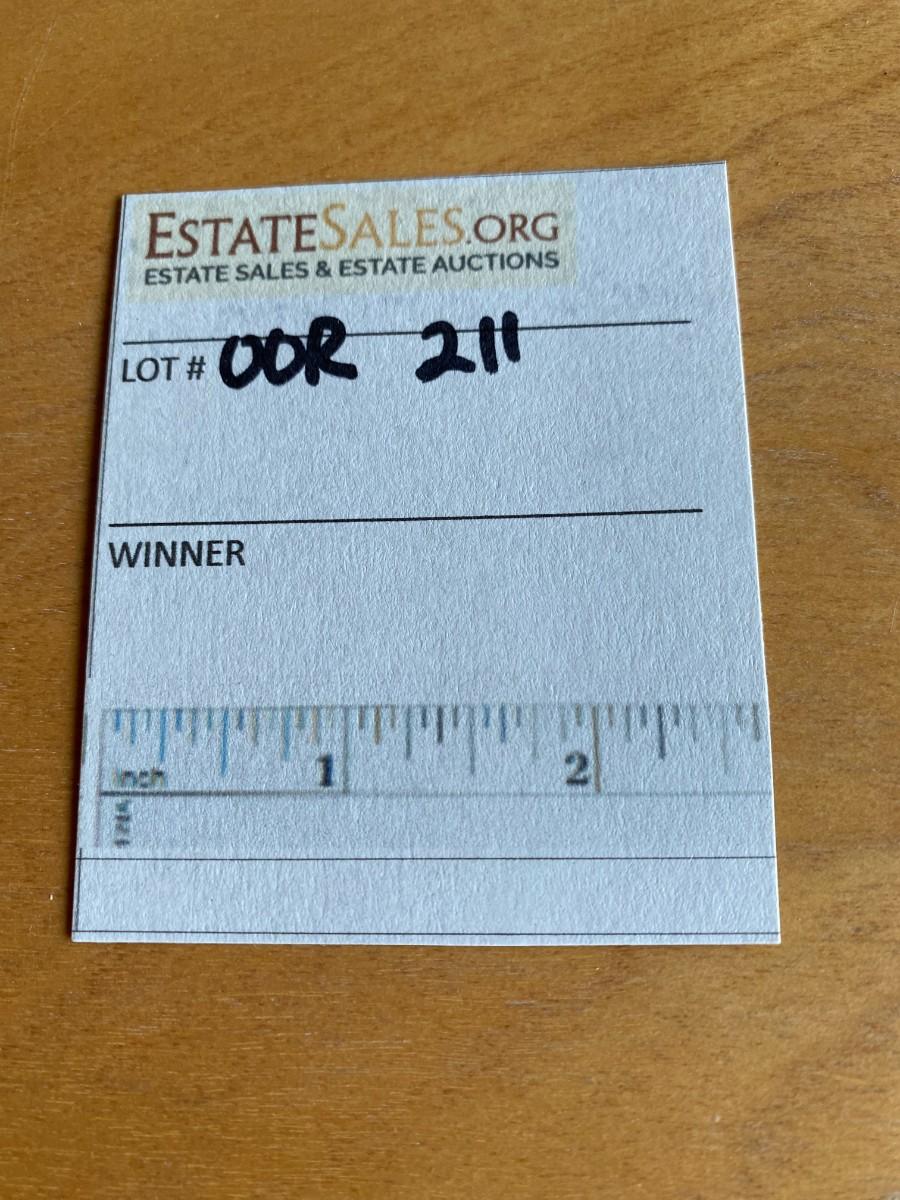 ESTATESALES.ORG
ESTATE SALES & ESTATE AUCTIONS
LOT # OOR 211
WINNER
1 2
inch